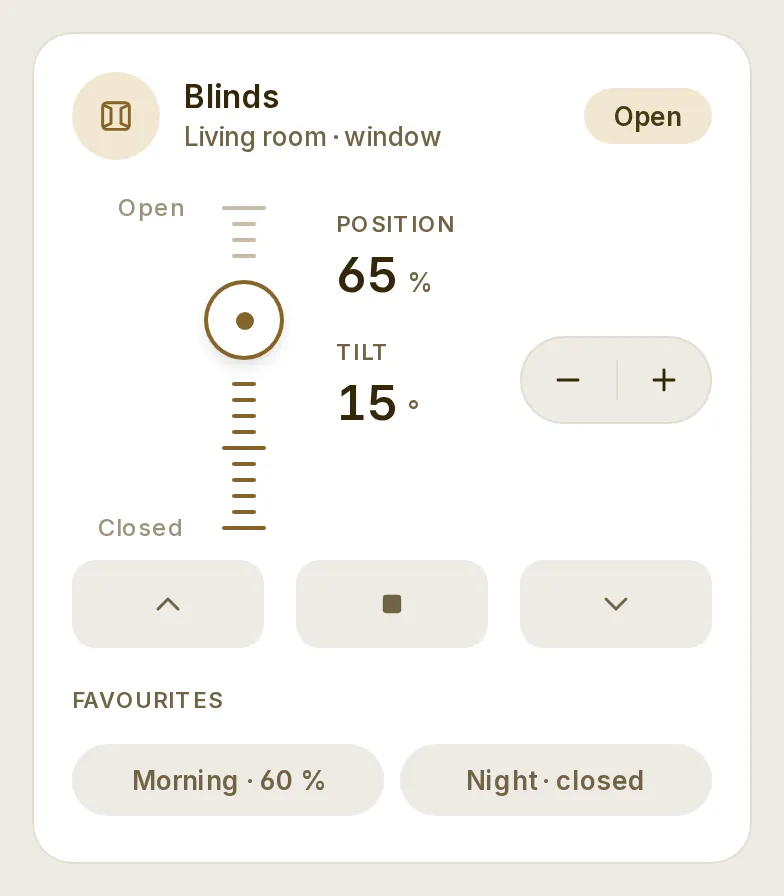 Blinds
Living room · window
Open
Open
POSITION
65 %
TILT
15 °
Closed
FAVOURITES
Morning · 60 %
Night · closed